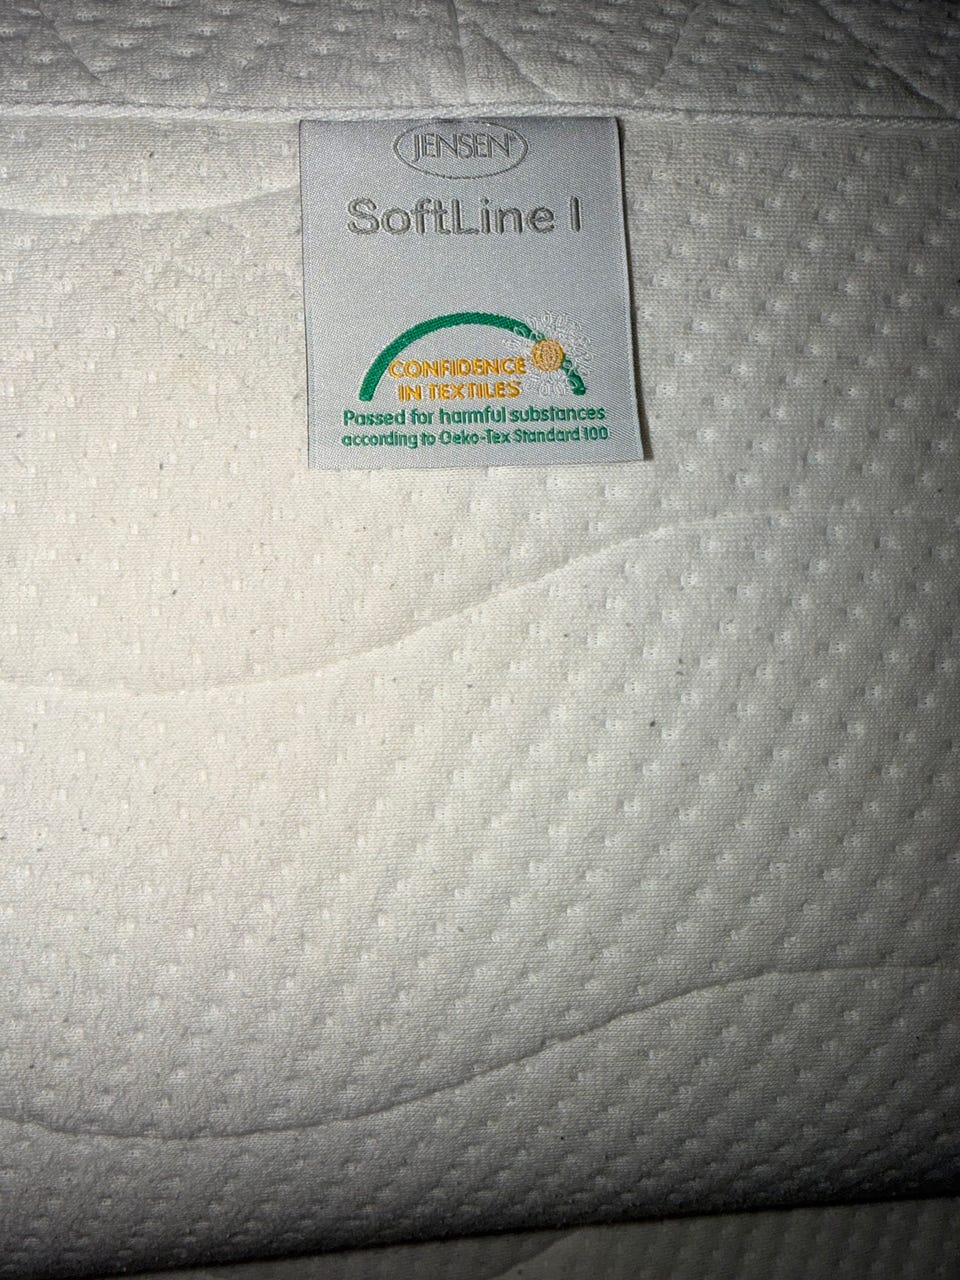 JENSEN®
SoftLine I
CONFIDENCE
IN TEXTILES
Passed for harmful substances
according to Oeko-Tex Standard 100